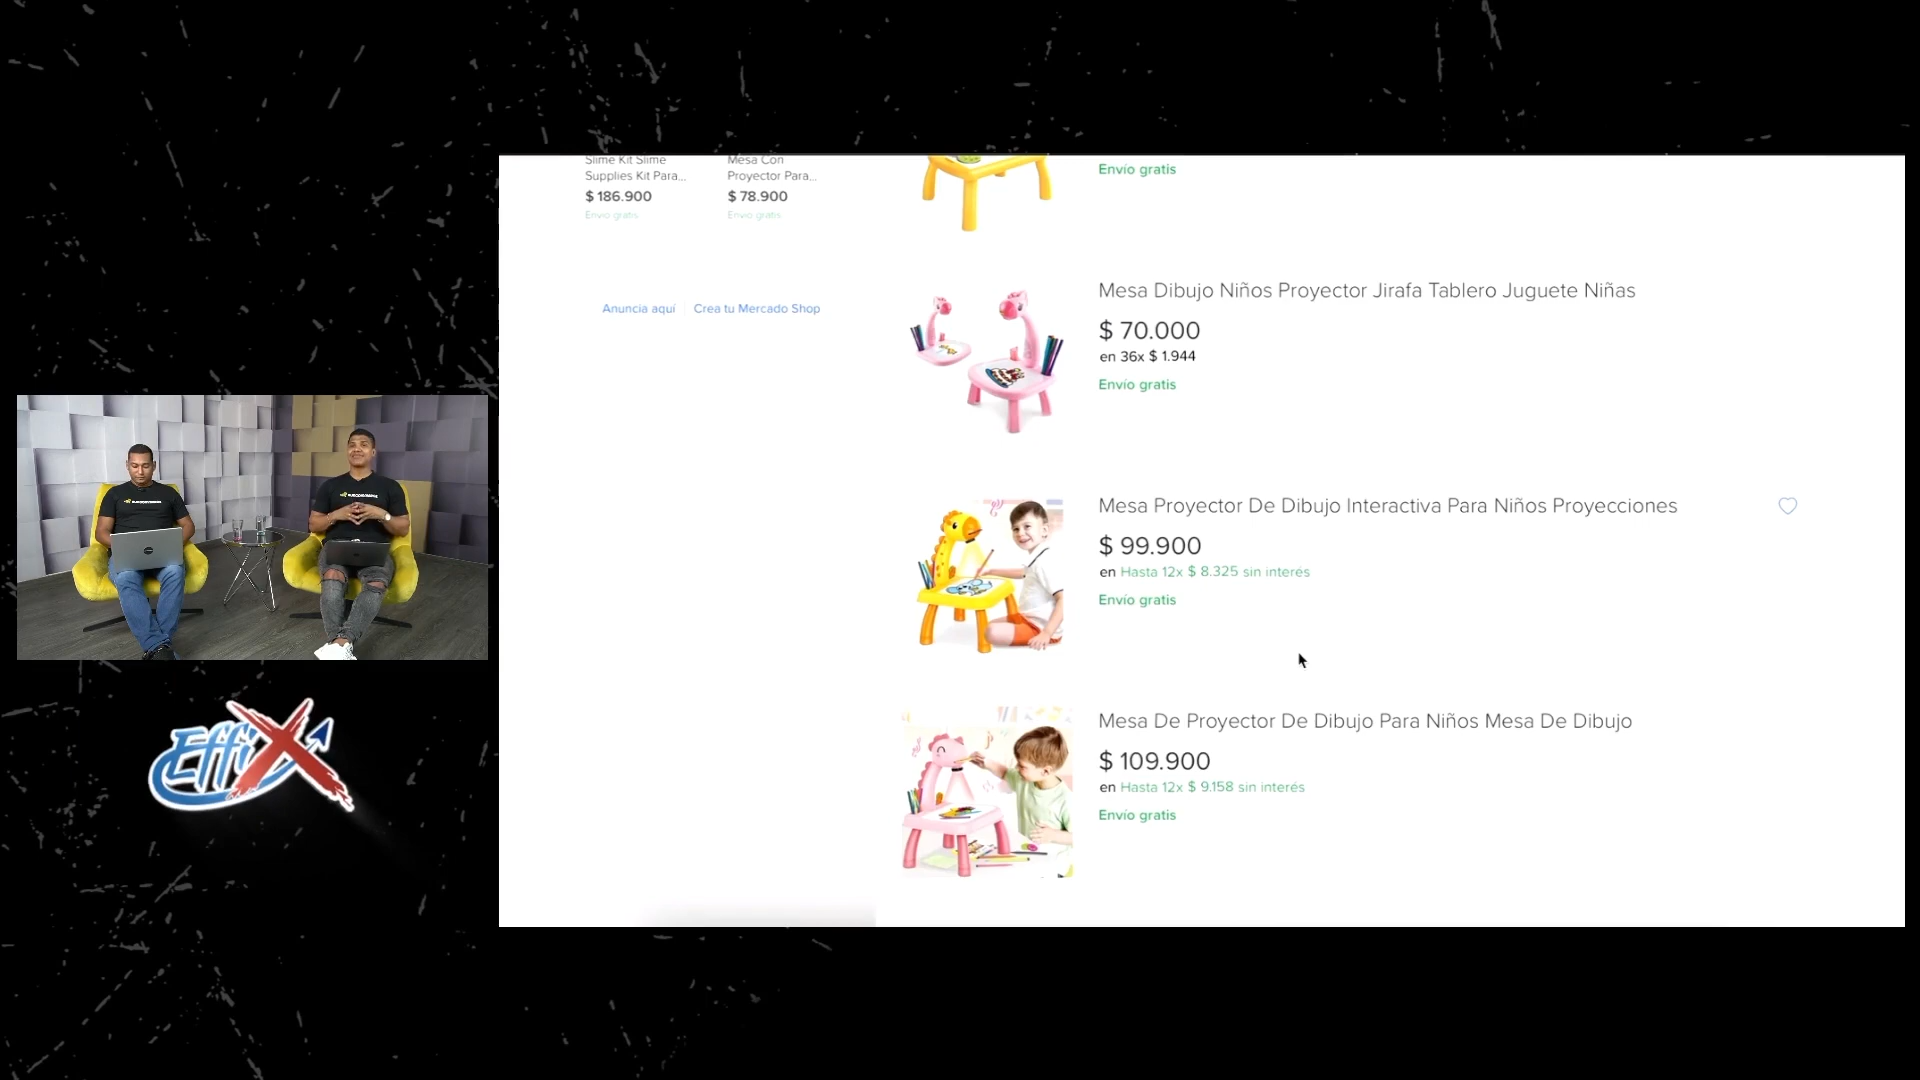 Slime Kit Slime
Supplies Kit Para...
$ 186.900
Envío gratis
Mesa Con
Proyector Para...
$ 78.900
Envío gratis
Anuncia aquí
Crea tu Mercado Shop
Envío gratis
Mesa Dibujo Niños Proyector Jirafa Tablero Juguete Niñas
$ 70.000
en 36x $ 1.944
Envío gratis
Mesa Proyector De Dibujo Interactiva Para Niños Proyecciones
$ 99.900
en Hasta 12x $ 8.325 sin interés
Envío gratis
Mesa De Proyector De Dibujo Para Niños Mesa De Dibujo
$ 109.900
en Hasta 12x $ 9.158 sin interés
Envío gratis
EffiX